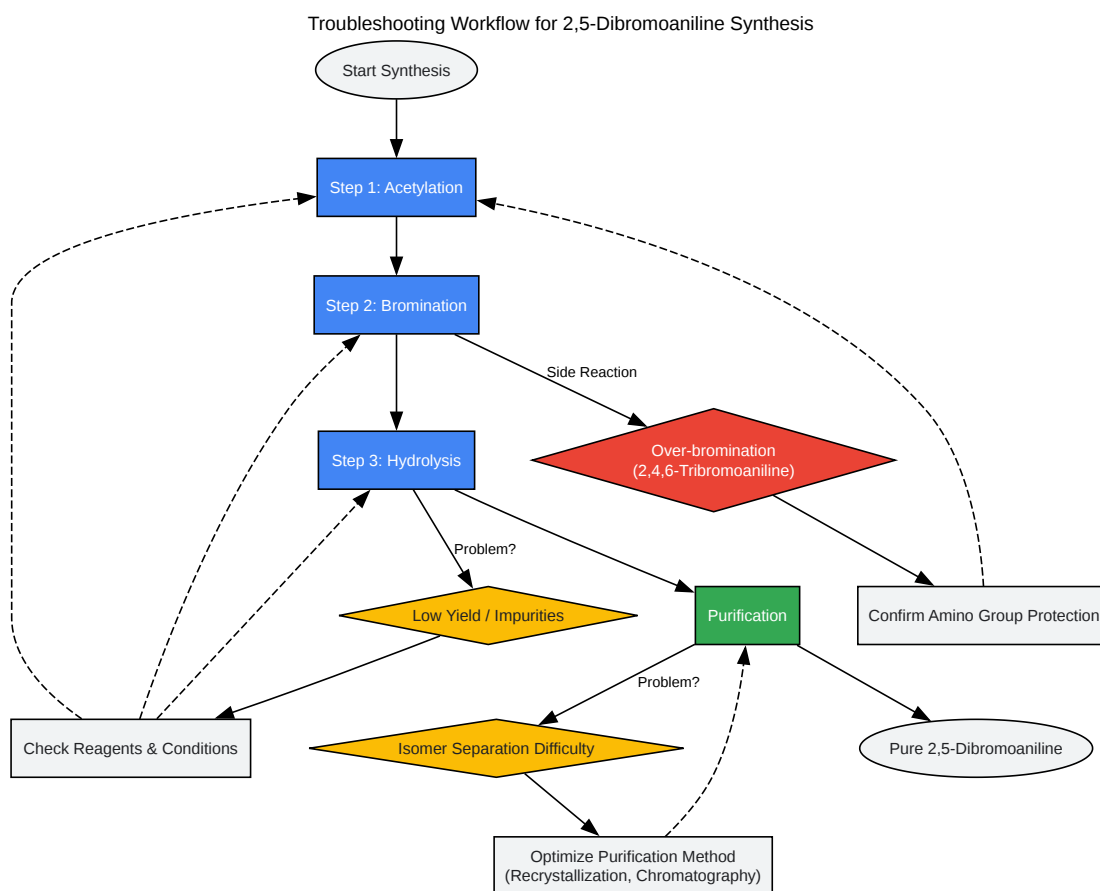 Troubleshooting Workflow for 2,5-Dibromoaniline Synthesis
Start Synthesis
Step 1: Acetylation
Step 2: Bromination
Side Reaction
Step 3: Hydrolysis
Over-bromination
(2,4,6-Tribromoaniline)
Problem?
Low Yield / Impurities
Purification
Confirm Amino Group Protection
Problem?
Check Reagents & Conditions
Isomer Separation Difficulty
Pure 2,5-Dibromoaniline
Optimize Purification Method
(Recrystallization, Chromatography)